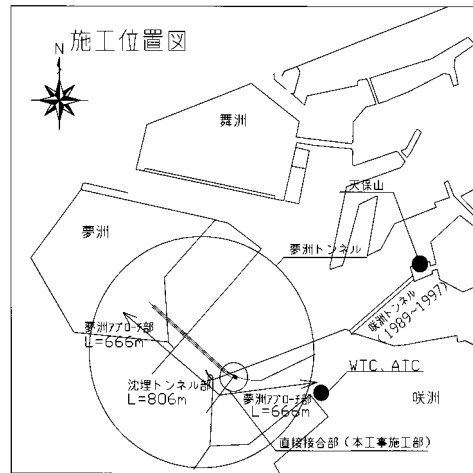 施工位置図
N
舞洲
天保山
夢洲
夢洲トンネル
咲洲トンネル
(1989~1997)
夢洲アプローチ部
L=666m
沈埋トンネル部
L=806m
夢洲アプローチ部
L=666m
WTC、ATC
咲洲
直接接合部(本工事施工部)